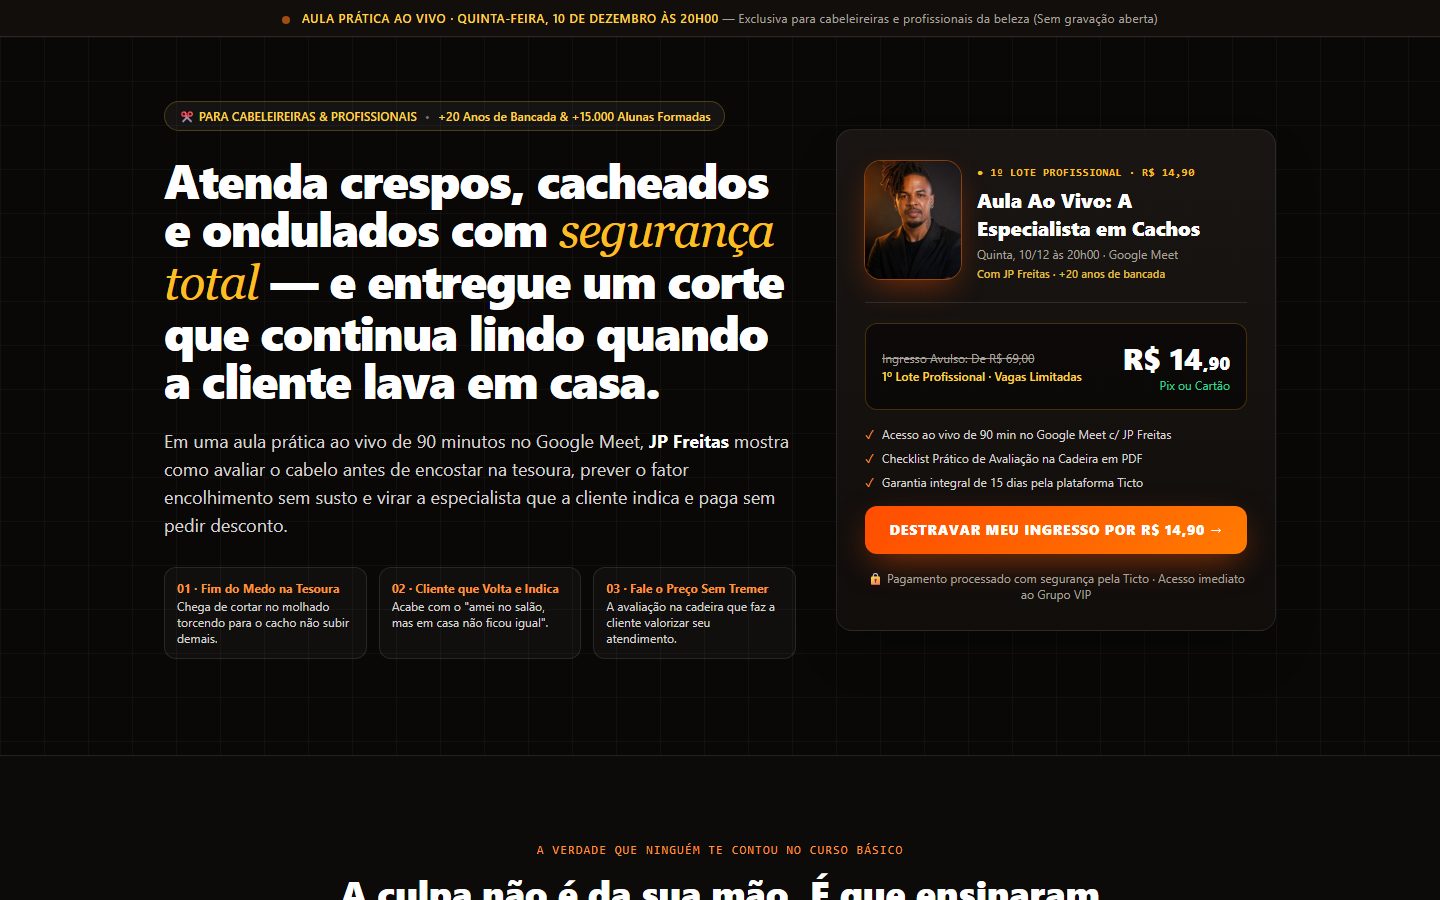 AULA PRÁTICA AO VIVO · QUINTA-FEIRA, 10 DE DEZEMBRO ÀS 20H00 — Exclusiva para cabeleireiras e profissionais da beleza (Sem gravação aberta)
PARA CABELEIREIRAS & PROFISSIONAIS • +20 Anos de Bancada & +15.000 Alunas Formadas
Atenda crespos, cacheados
e ondulados com segurança
total — e entregue um corte
que continua lindo quando
a cliente lava em casa.
Em uma aula prática ao vivo de 90 minutos no Google Meet, JP Freitas mostra
como avaliar o cabelo antes de encostar na tesoura, prever o fator
encolhimento sem susto e virar a especialista que a cliente indica e paga sem
pedir desconto.
01 · Fim do Medo na Tesoura
Chega de cortar no molhado
torcendo para o cacho não subir
demais.
02 · Cliente que Volta e Indica
Acabe com o "amei no salão,
mas em casa não ficou igual".
03 · Fale o Preço Sem Tremer
A avaliação na cadeira que faz a
cliente valorizar seu
atendimento.
● 1º LOTE PROFISSIONAL · R$ 14,90
Aula Ao Vivo: A
Especialista em Cachos
Quinta, 10/12 às 20h00 · Google Meet
Com JP Freitas · +20 anos de bancada
Ingresso Avulso: De R$ 69,00
1º Lote Profissional · Vagas Limitadas
R$ 14,90
Pix ou Cartão
✓ Acesso ao vivo de 90 min no Google Meet c/ JP Freitas
✓ Checklist Prático de Avaliação na Cadeira em PDF
✓ Garantia integral de 15 dias pela plataforma Ticto
DESTRAVAR MEU INGRESSO POR R$ 14,90 →
Pagamento processado com segurança pela Ticto · Acesso imediato
ao Grupo VIP
A VERDADE QUE NINGUÉM TE CONTOU NO CURSO BÁSICO
A culpa não é da sua mão. É que ensinaram